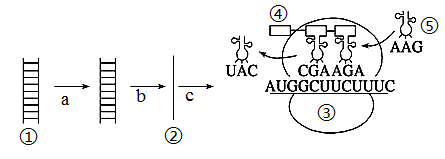 ④ ⑤
UAC CGAAGA AAG
a b c AUGGCUUCUUUC
① ② ③